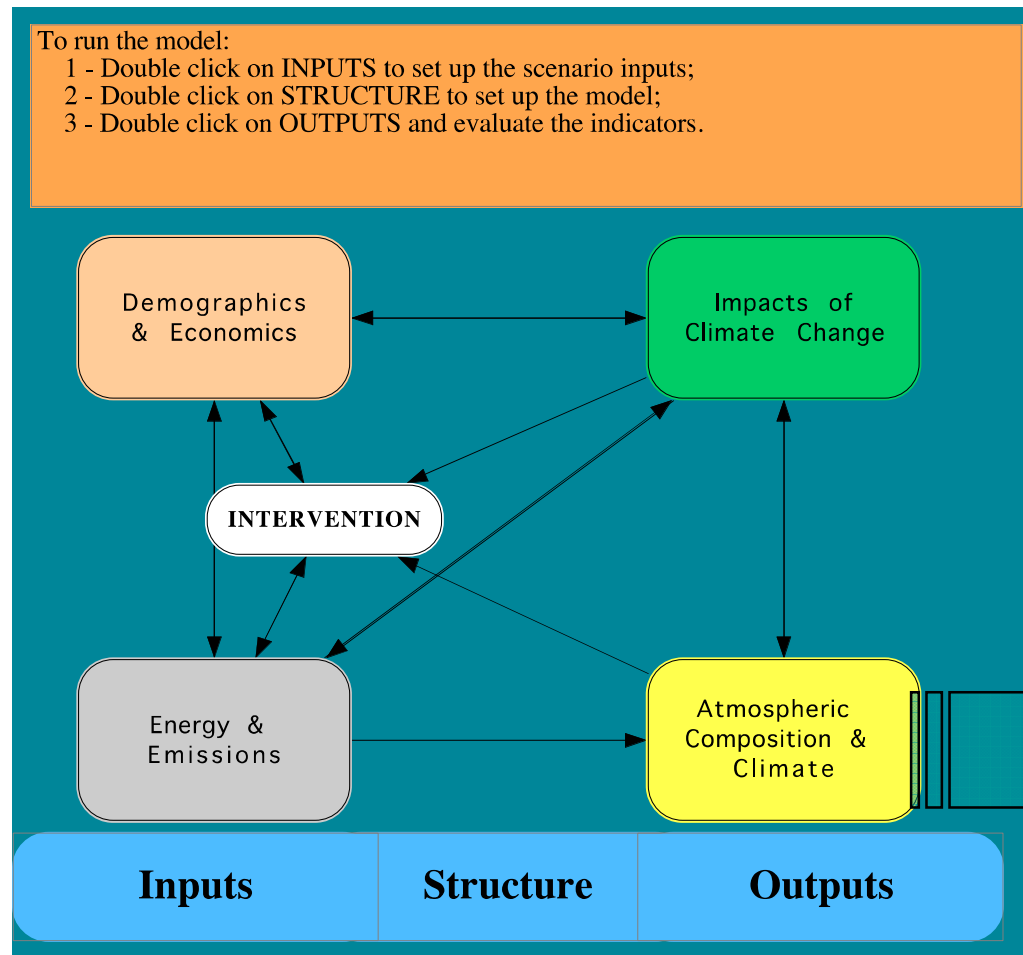 To run the model:
1 - Double click on INPUTS to set up the scenario inputs;
2 - Double click on STRUCTURE to set up the model;
3 - Double click on OUTPUTS and evaluate the indicators.
Demographics
& Economics
Impacts of
Climate Change
INTERVENTION
Energy &
Emissions
Atmospheric
Composition &
Climate
Inputs
Structure
Outputs